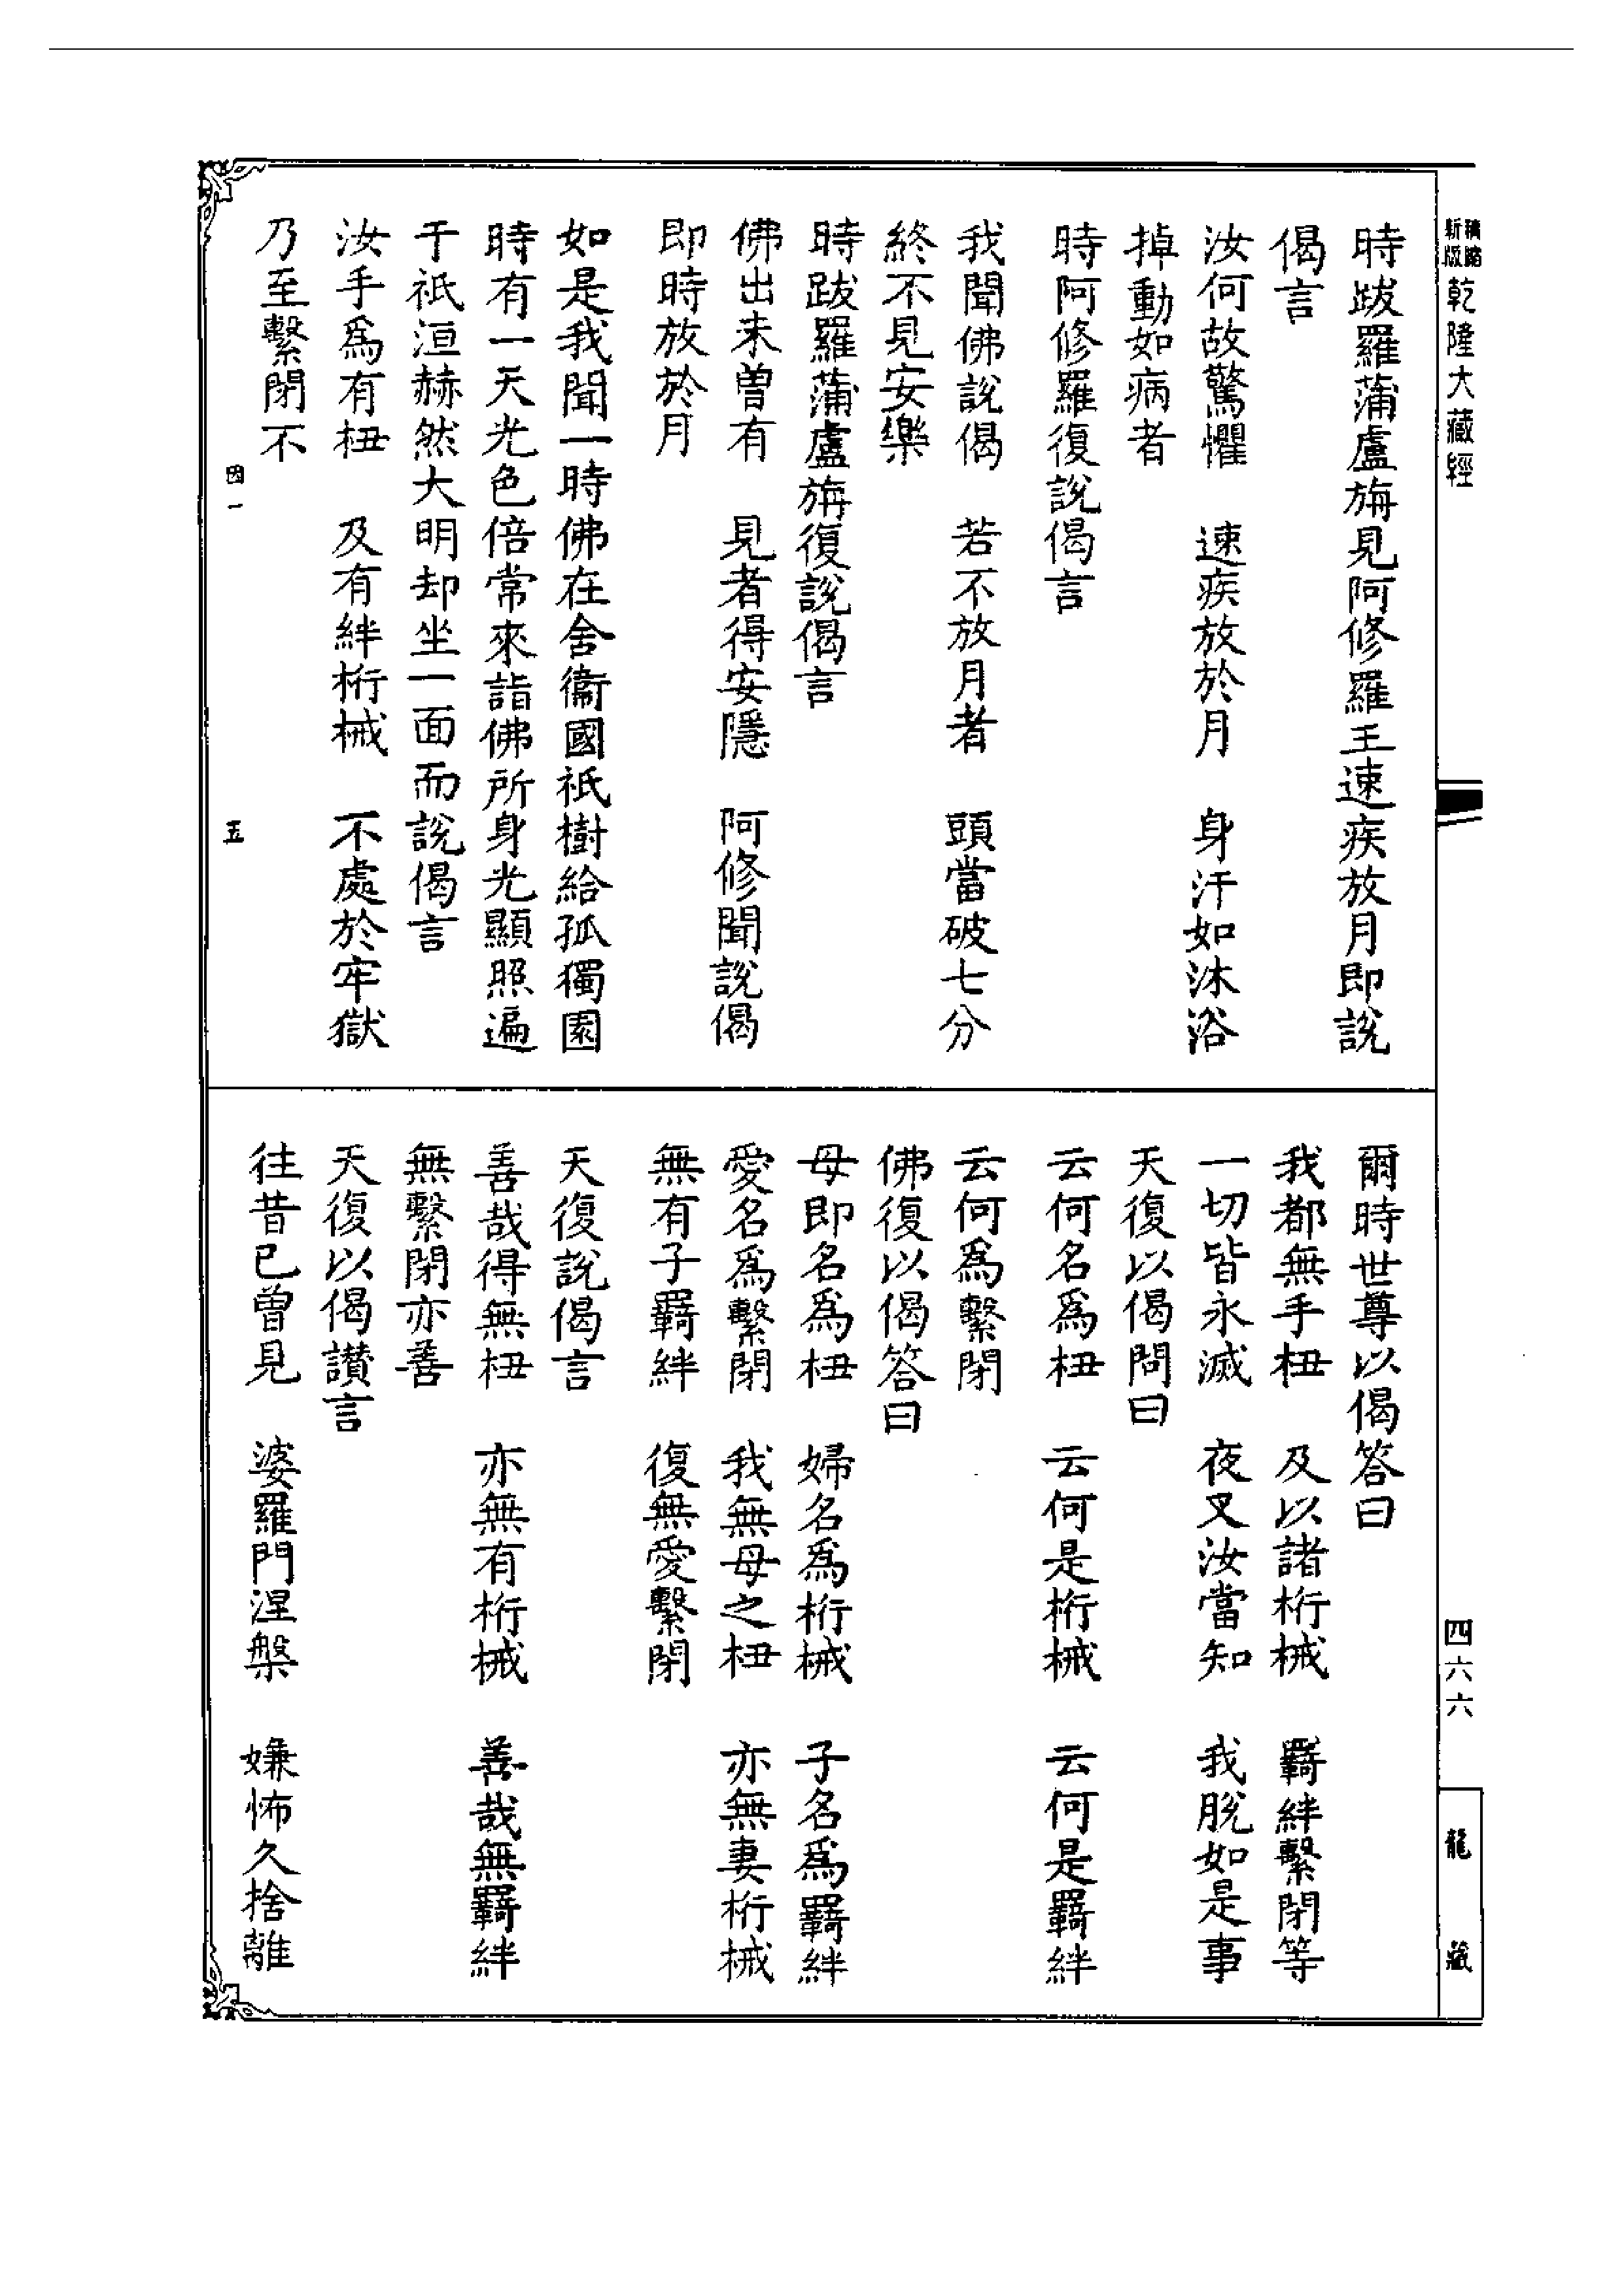 新版
乾隆大藏經
時跋羅蒲盧旃見阿修羅王速疾放月即說
偈言
汝何故驚懼　速疾放於月　身汗如沐浴
掉動如病者
時阿修羅復說偈言
我聞佛說偈　若不放月者　頭當破七分
終不見安樂
時跋羅蒲盧旃復說偈言
佛出未曾有　見者得安隱　阿修聞說偈
即時放於月
如是我聞一時佛在舍衞國祇樹給孤獨園
時有一天光色倍常來詣佛所身光顯照遍
于祇洹赫然大明却坐一面而說偈言
汝手爲有杻　及有絆桁械　不處於牢獄
乃至繫閉不
因一　五
爾時世尊以偈答曰
我都無手杻　及以諸桁械　羇絆繫閉等
一切皆永滅　夜叉汝當知　我脫如是事
天復以偈問曰
云何名爲杻　云何是桁械　云何是羇絆
云何爲繫閉
佛復以偈答曰
母即名爲杻　婦名爲桁械　子名爲羇絆
愛名爲繫閉　我無母之杻　亦無妻桁械
無有子羇絆　復無愛繫閉
天復說偈言
善哉得無杻　亦無有桁械　善哉無羇絆
無繫閉亦善
天復以偈讚言
往昔已曾見　婆羅門涅槃　嫌怖久捨離
四六六
龍藏